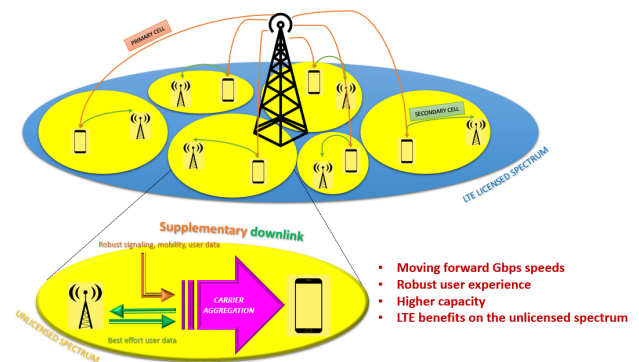 PRIMARY CELL
SECONDARY CELL
LTE LICENSED SPECTRUM
Supplementary downlink
Robust signaling, mobility, user data
CARRIER
AGGREGATION
Best effort user data
UNLICENSED SPECTRUM
• Moving forward Gbps speeds
• Robust user experience
• Higher capacity
• LTE benefits on the unlicensed spectrum